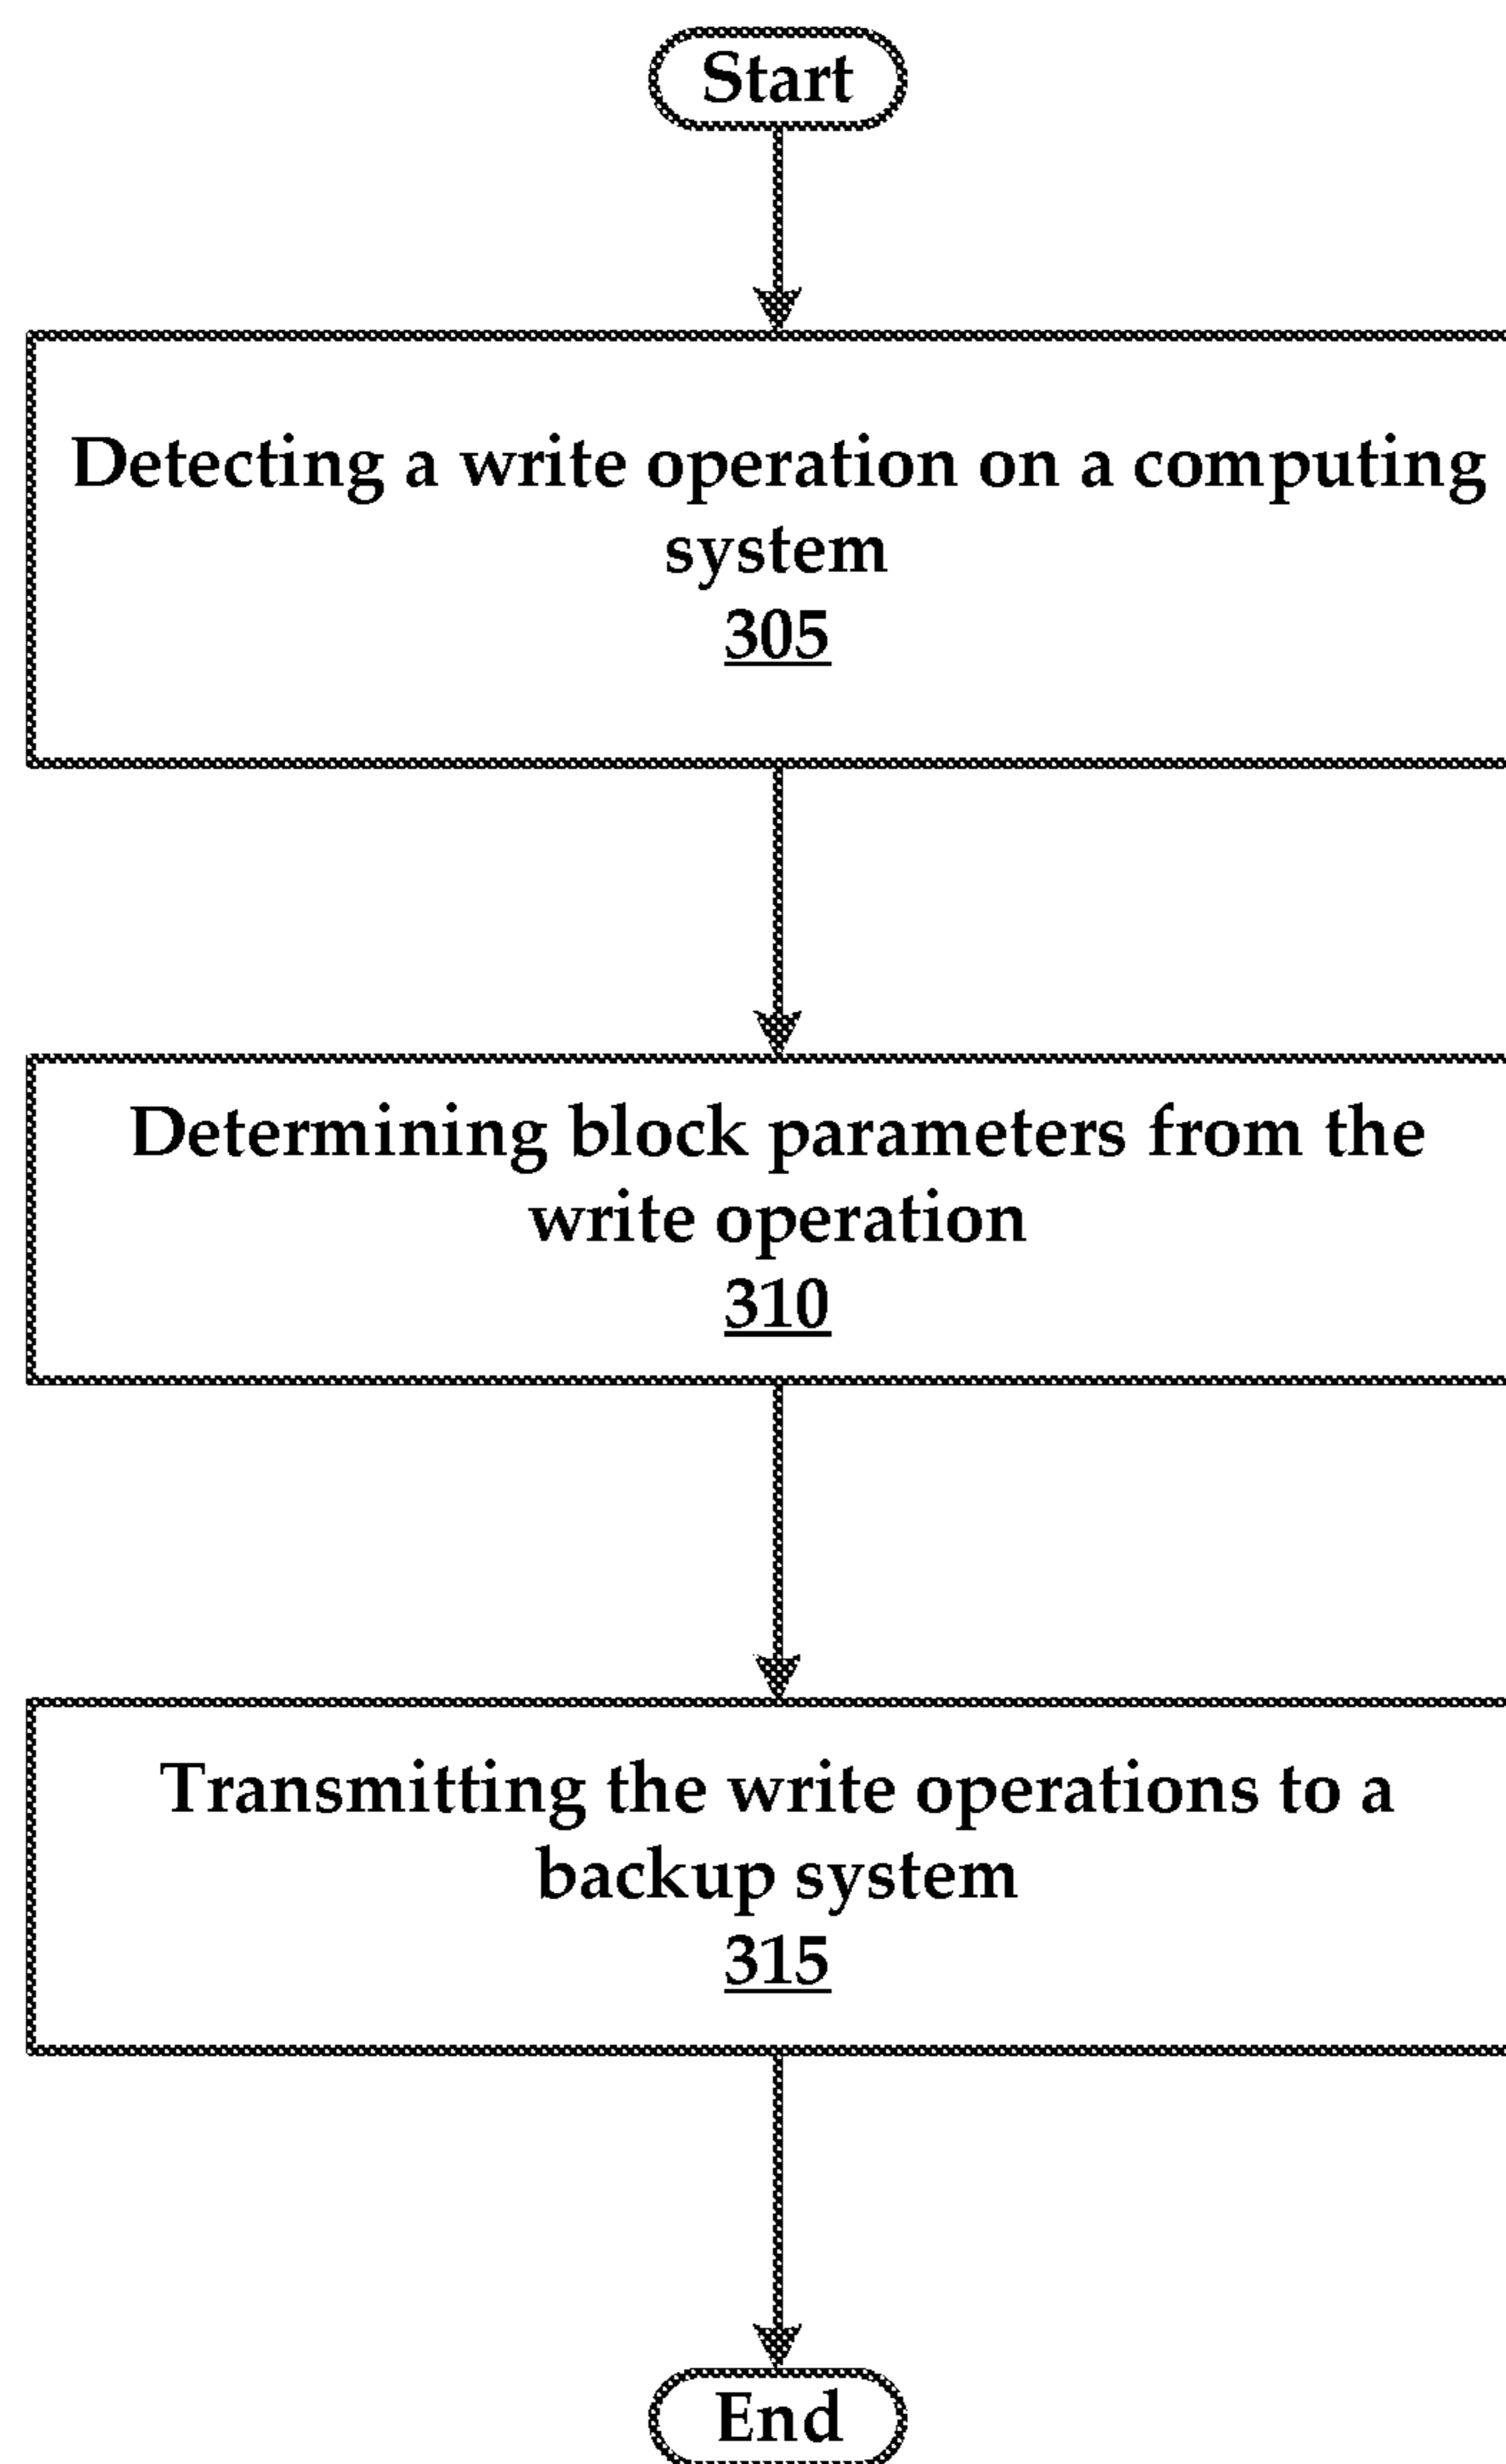 Start
Detecting a write operation on a computing
system
305
Determining block parameters from the
write operation
310
Transmitting the write operations to a
backup system
315
End